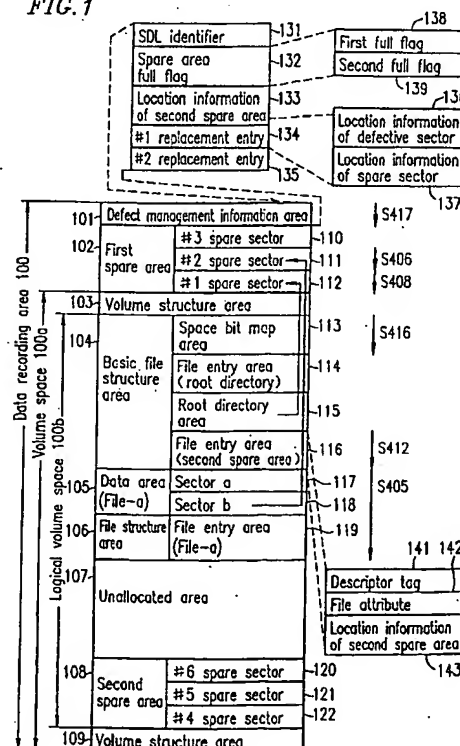 FIG. 1
SDL identifier
131
Spare area
full flag
132
Location information
of second spare area
133
#1 replacement entry
134
#2 replacement entry
135
138
First full flag
Second full flag
139
Location information
of defective sector
Location information
of spare sector
137
Data recording area 100
Volume space 100a
Logical volume space 100b
101
Defect management information area
S417
102
First
spare area
#3 spare sector
110
#2 spare sector
111
S406
#1 spare sector
112
S408
103
Volume structure area
104
Basic file
structure
area
Space bit map
area
113
S416
File entry area
(root directory)
114
Root directory
area
115
File entry area
(second spare area)
116
S412
105
Data area
(File-a)
Sector a
117
Sector b
118
S405
106
File structure
area
File entry area
(File-a)
119
107
Unallocated area
141
142
Descriptor tag
File attribute
Location information
of second spare area
143
108
Second
spare area
#6 spare sector
120
#5 spare sector
121
#4 spare sector
122
109
Volume structure area